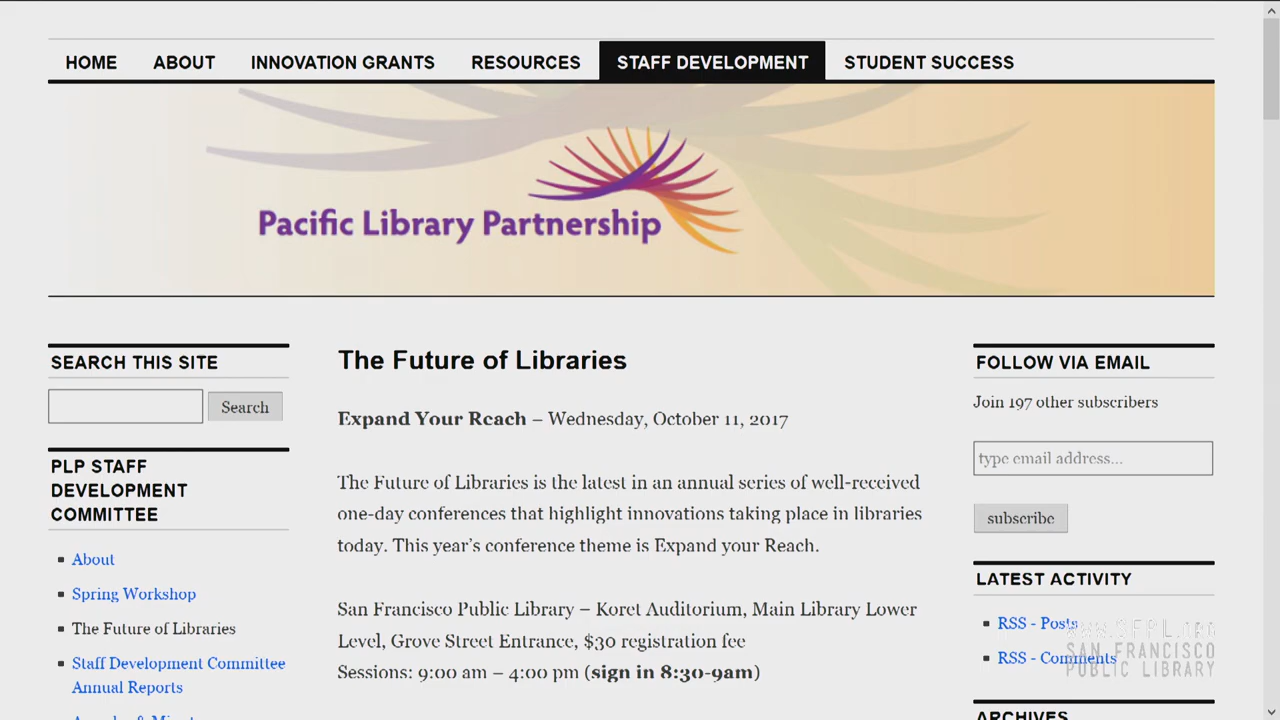 HOME ABOUT INNOVATION GRANTS RESOURCES STAFF DEVELOPMENT STUDENT SUCCESS
Pacific Library Partnership
SEARCH THIS SITE
Search
PLP STAFF
DEVELOPMENT
COMMITTEE
About
Spring Workshop
The Future of Libraries
Staff Development Committee
Annual Reports
The Future of Libraries
Expand Your Reach – Wednesday, October 11, 2017
The Future of Libraries is the latest in an annual series of well-received
one-day conferences that highlight innovations taking place in libraries
today. This year’s conference theme is Expand your Reach.
San Francisco Public Library – Koret Auditorium, Main Library Lower
Level, Grove Street Entrance, $30 registration fee
Sessions: 9:00 am – 4:00 pm (sign in 8:30-9am)
FOLLOW VIA EMAIL
Join 197 other subscribers
type email address...
subscribe
LATEST ACTIVITY
RSS - Posts
RSS - Comments
WWW.SFPL.ORG
SAN FRANCISCO
PUBLIC LIBRARY
ARCHIVES